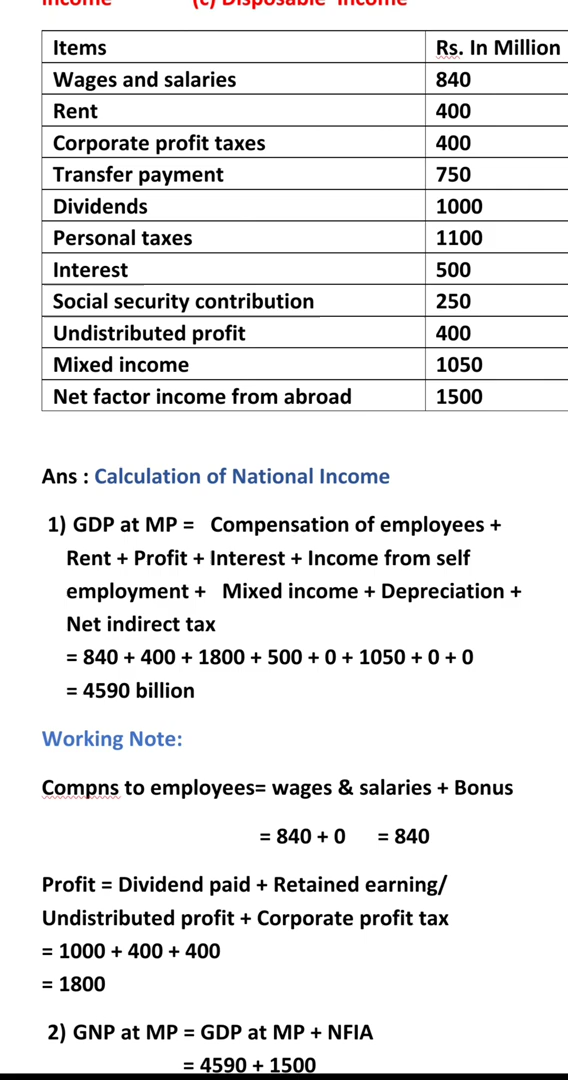 income (c) Disposable Income
Items Rs. In Million
Wages and salaries 840
Rent 400
Corporate profit taxes 400
Transfer payment 750
Dividends 1000
Personal taxes 1100
Interest 500
Social security contribution 250
Undistributed profit 400
Mixed income 1050
Net factor income from abroad 1500
Ans : Calculation of National Income
1) GDP at MP = Compensation of employees +
Rent + Profit + Interest + Income from self
employment + Mixed income + Depreciation +
Net indirect tax
= 840 + 400 + 1800 + 500 + 0 + 1050 + 0 + 0
= 4590 billion
Working Note:
Compns to employees= wages & salaries + Bonus
= 840 + 0 = 840
Profit = Dividend paid + Retained earning/
Undistributed profit + Corporate profit tax
= 1000 + 400 + 400
= 1800
2) GNP at MP = GDP at MP + NFIA
= 4590 + 1500